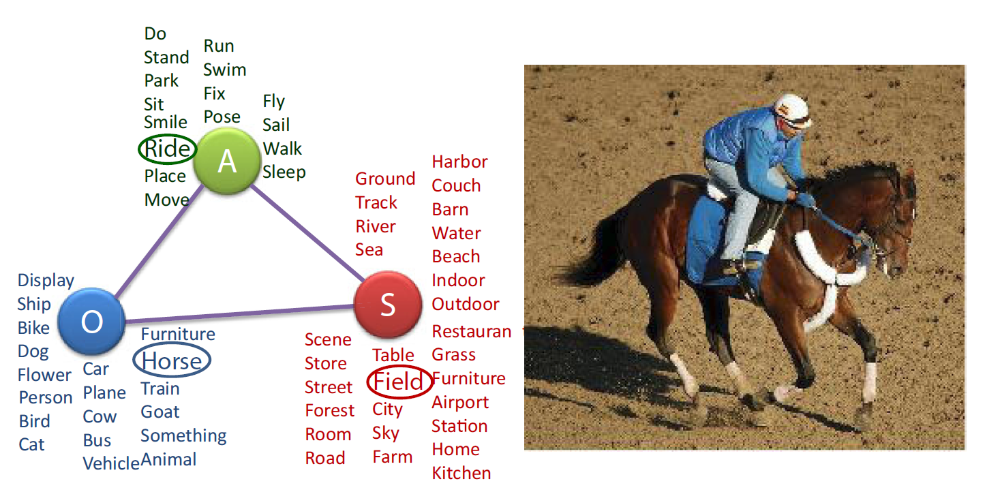 Do
Stand
Park
Sit
Smile
Ride
Place
Move
Run
Swim
Fix
Pose
Fly
Sail
Walk
Sleep
A
Ground
Track
River
Sea
Harbor
Couch
Barn
Water
Beach
Indoor
Outdoor
Restauran t
Grass
Furniture
Airport
Station
Home
Kitchen
S
Scene
Store
Street
Forest
Room
Road
Table
Field
City
Sky
Farm
O
Display
Ship
Bike
Dog
Flower
Person
Bird
Cat
Car
Plane
Cow
Bus
Vehicle
Furniture
Horse
Train
Goat
Something
Animal